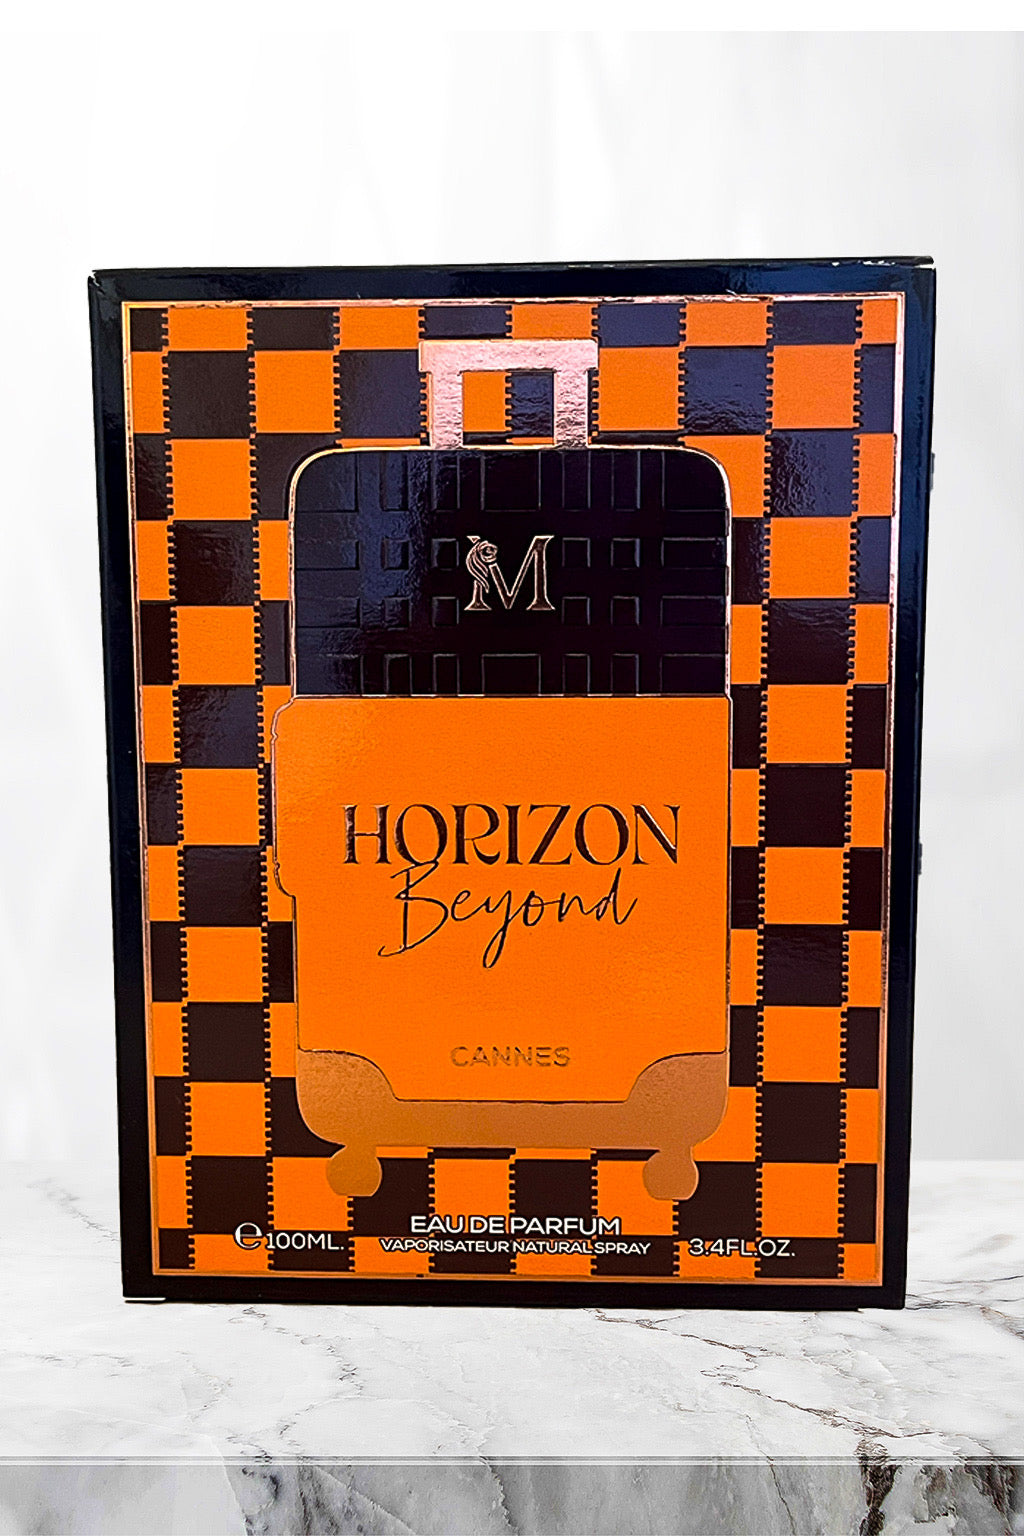 M
HORIZON
Beyond
CANNES
EAU DE PARFUM
℮100ML. VAPORISATEUR NATURAL SPRAY 3.4FL.OZ.